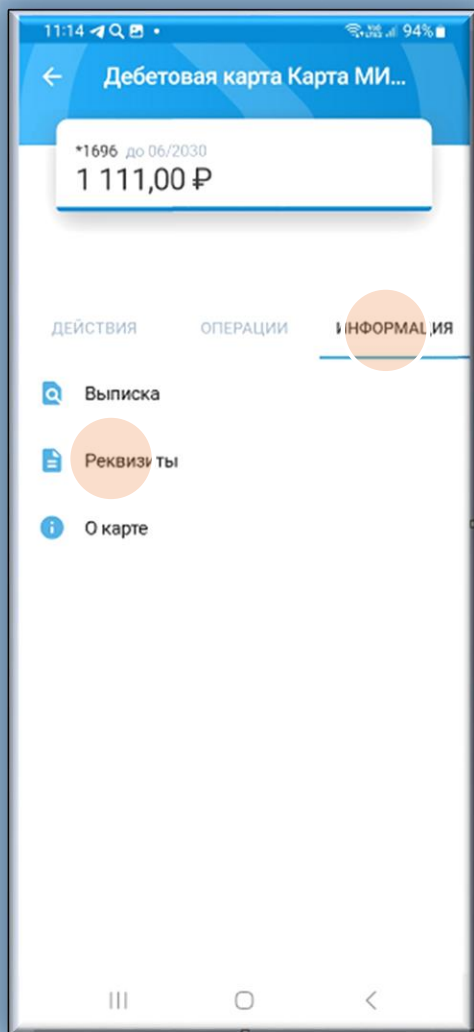 11:14
94%
Дебетовая карта Карта МИ...
*1696 до 06/2030
1 111,00 ₽
ДЕЙСТВИЯ ОПЕРАЦИИ ИНФОРМАЦИЯ
Выписка
Реквизиты
О карте